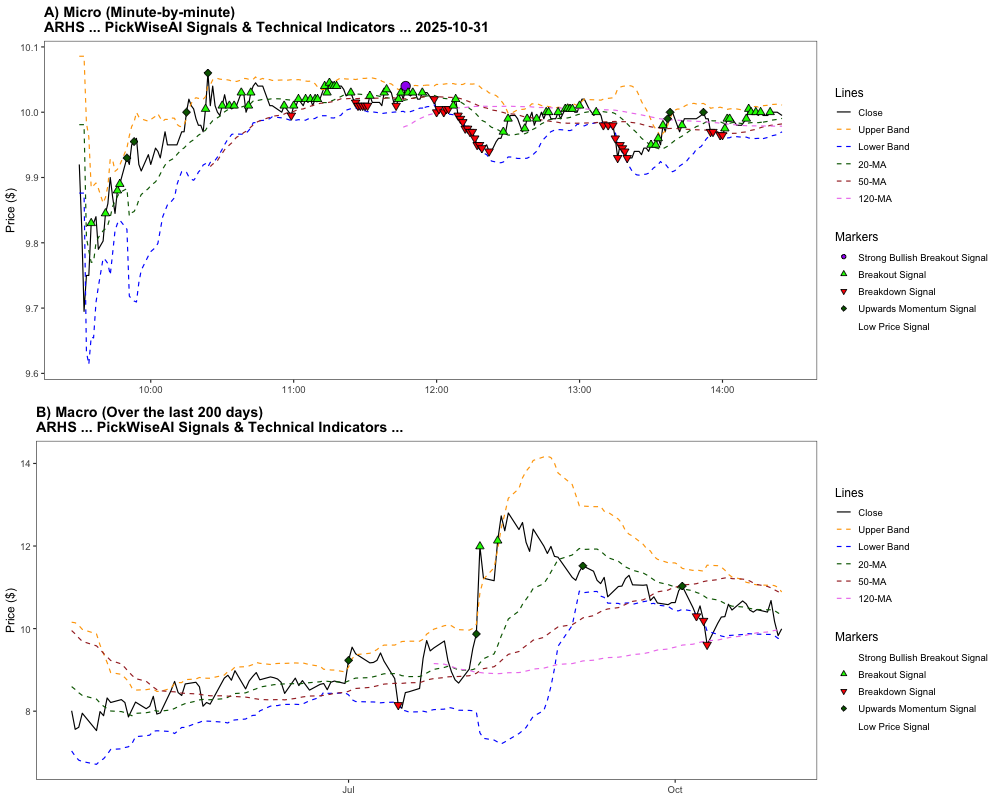 A) Micro (Minute-by-minute)
ARHS ... PickWiseAI Signals & Technical Indicators ... 2025-10-31
10.1
10.0
9.9
9.8
9.7
9.6
Price ($)
10:00
11:00
12:00
13:00
14:00
Lines
Close
Upper Band
Lower Band
20-MA
50-MA
120-MA
Markers
Strong Bullish Breakout Signal
Breakout Signal
Breakdown Signal
Upwards Momentum Signal
Low Price Signal
B) Macro (Over the last 200 days)
ARHS ... PickWiseAI Signals & Technical Indicators ...
14
12
10
8
Price ($)
Jul
Oct
Lines
Close
Upper Band
Lower Band
20-MA
50-MA
120-MA
Markers
Strong Bullish Breakout Signal
Breakout Signal
Breakdown Signal
Upwards Momentum Signal
Low Price Signal